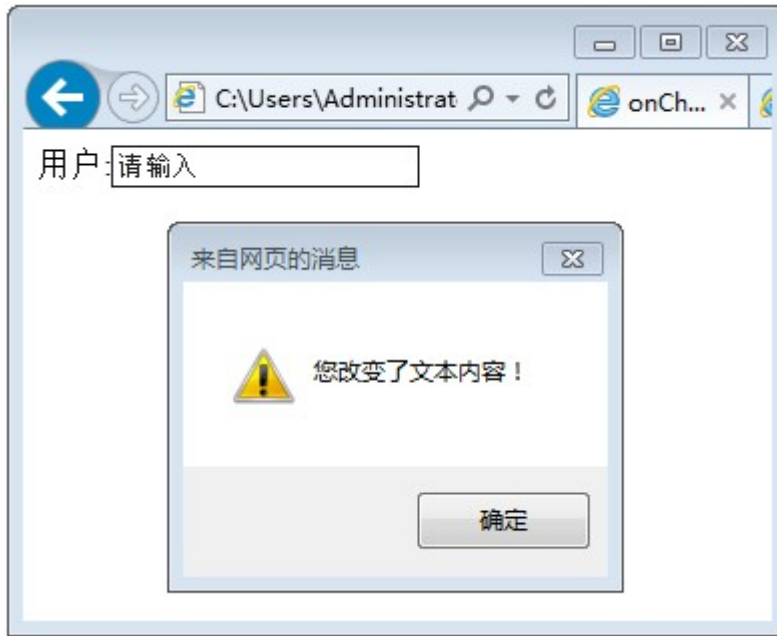 C:\Users\Administrat
onCh...
用户:请输入
来自网页的消息
您改变了文本内容！
确定